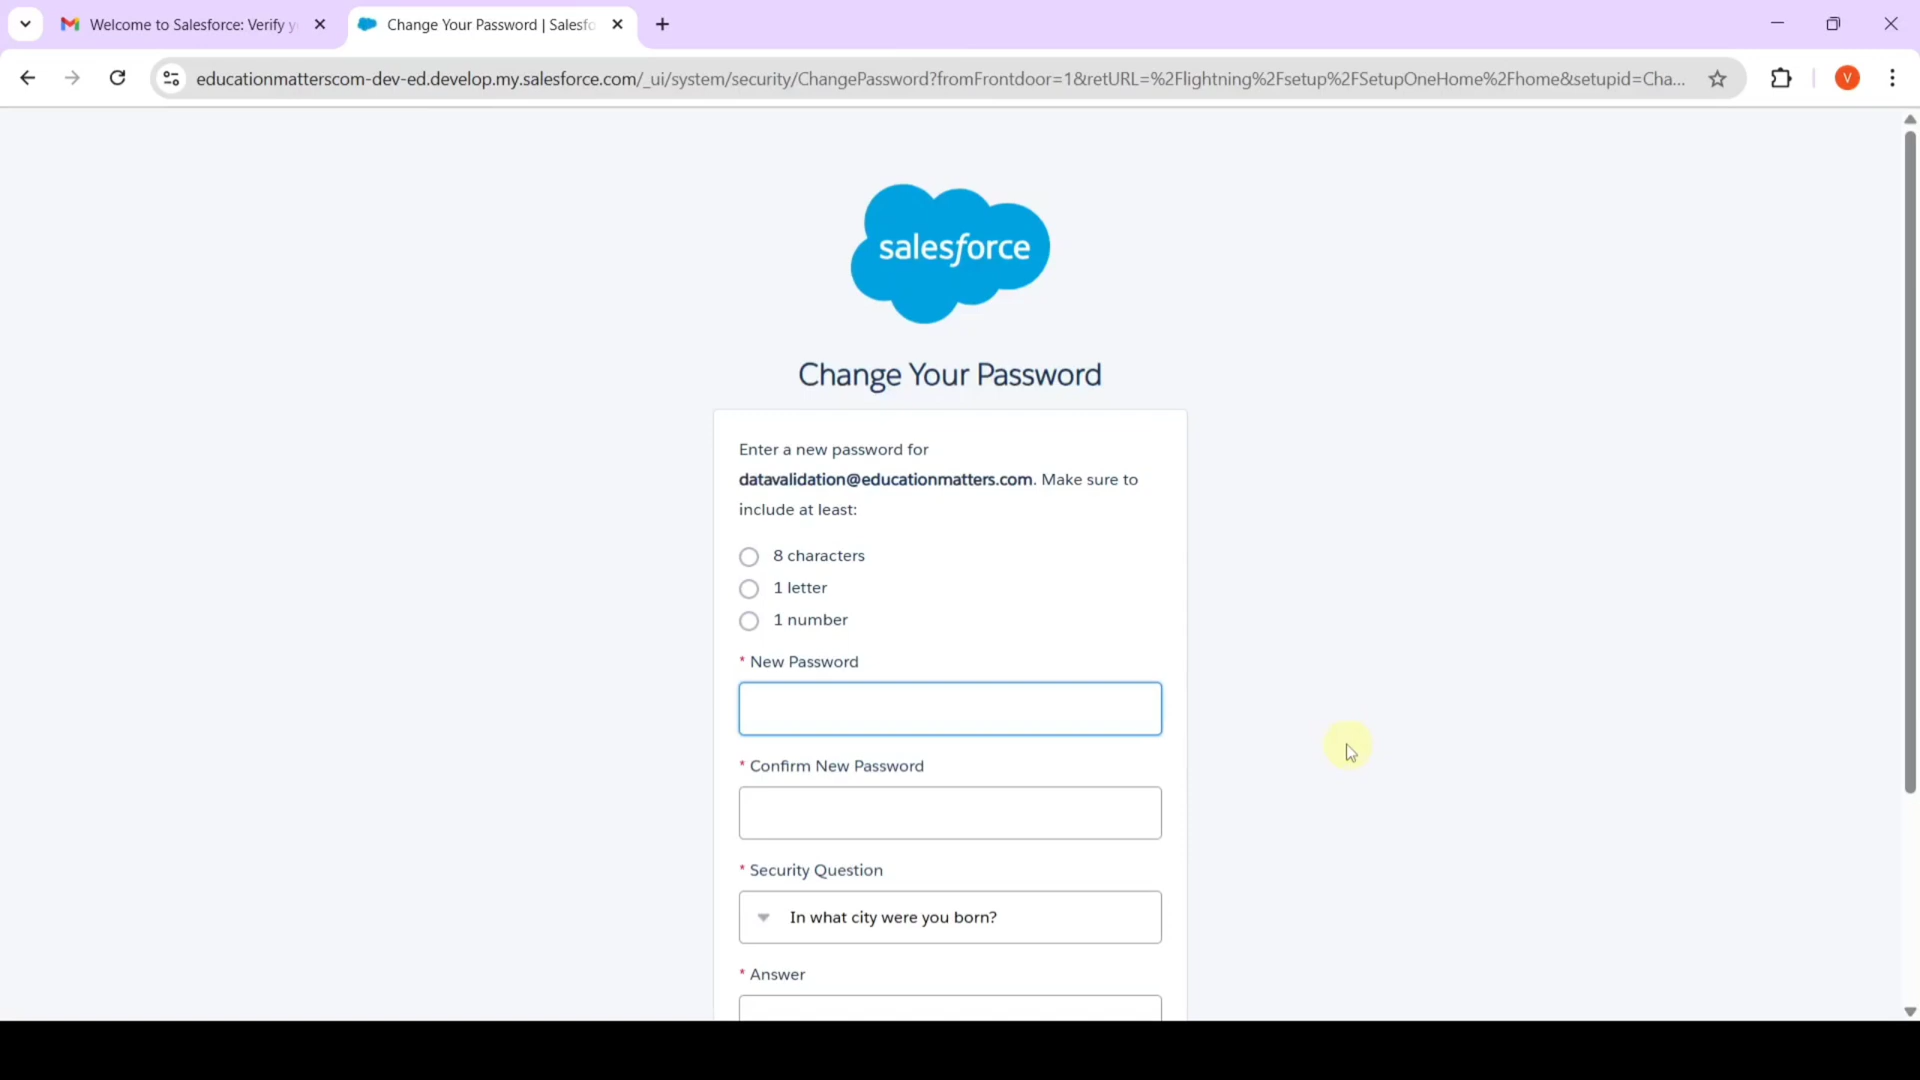 Welcome to Salesforce: Verify y
Change Your Password | Salesfo
educationmatterscom-dev-ed.develop.my.salesforce.com/_ui/system/security/ChangePassword?fromFrontdoor=1&retURL=%2Flightning%2Fsetup%2FSetupOneHome%2Fhome&setupid=Cha...
V
salesforce
Change Your Password
Enter a new password for
datavalidation@educationmatters.com. Make sure to
include at least:
8 characters
1 letter
1 number
* New Password
* Confirm New Password
* Security Question
In what city were you born?
* Answer